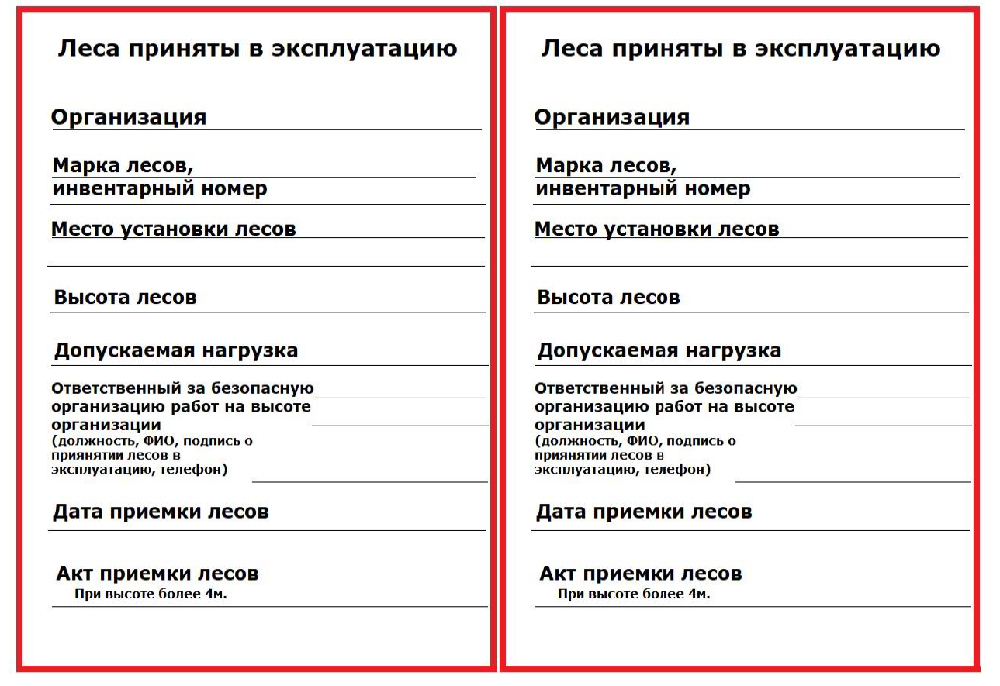 Леса приняты в эксплуатацию
Организация
Марка лесов,
инвентарный номер
Место установки лесов
Высота лесов
Допускаемая нагрузка
Ответственный за безопасную
организацию работ на высоте
организации
(должность, ФИО, подпись о
приянятии лесов в
эксплуатацию, телефон)
Дата приемки лесов
Акт приемки лесов
При высоте более 4м.
Леса приняты в эксплуатацию
Организация
Марка лесов,
инвентарный номер
Место установки лесов
Высота лесов
Допускаемая нагрузка
Ответственный за безопасную
организацию работ на высоте
организации
(должность, ФИО, подпись о
приянятии лесов в
эксплуатацию, телефон)
Дата приемки лесов
Акт приемки лесов
При высоте более 4м.